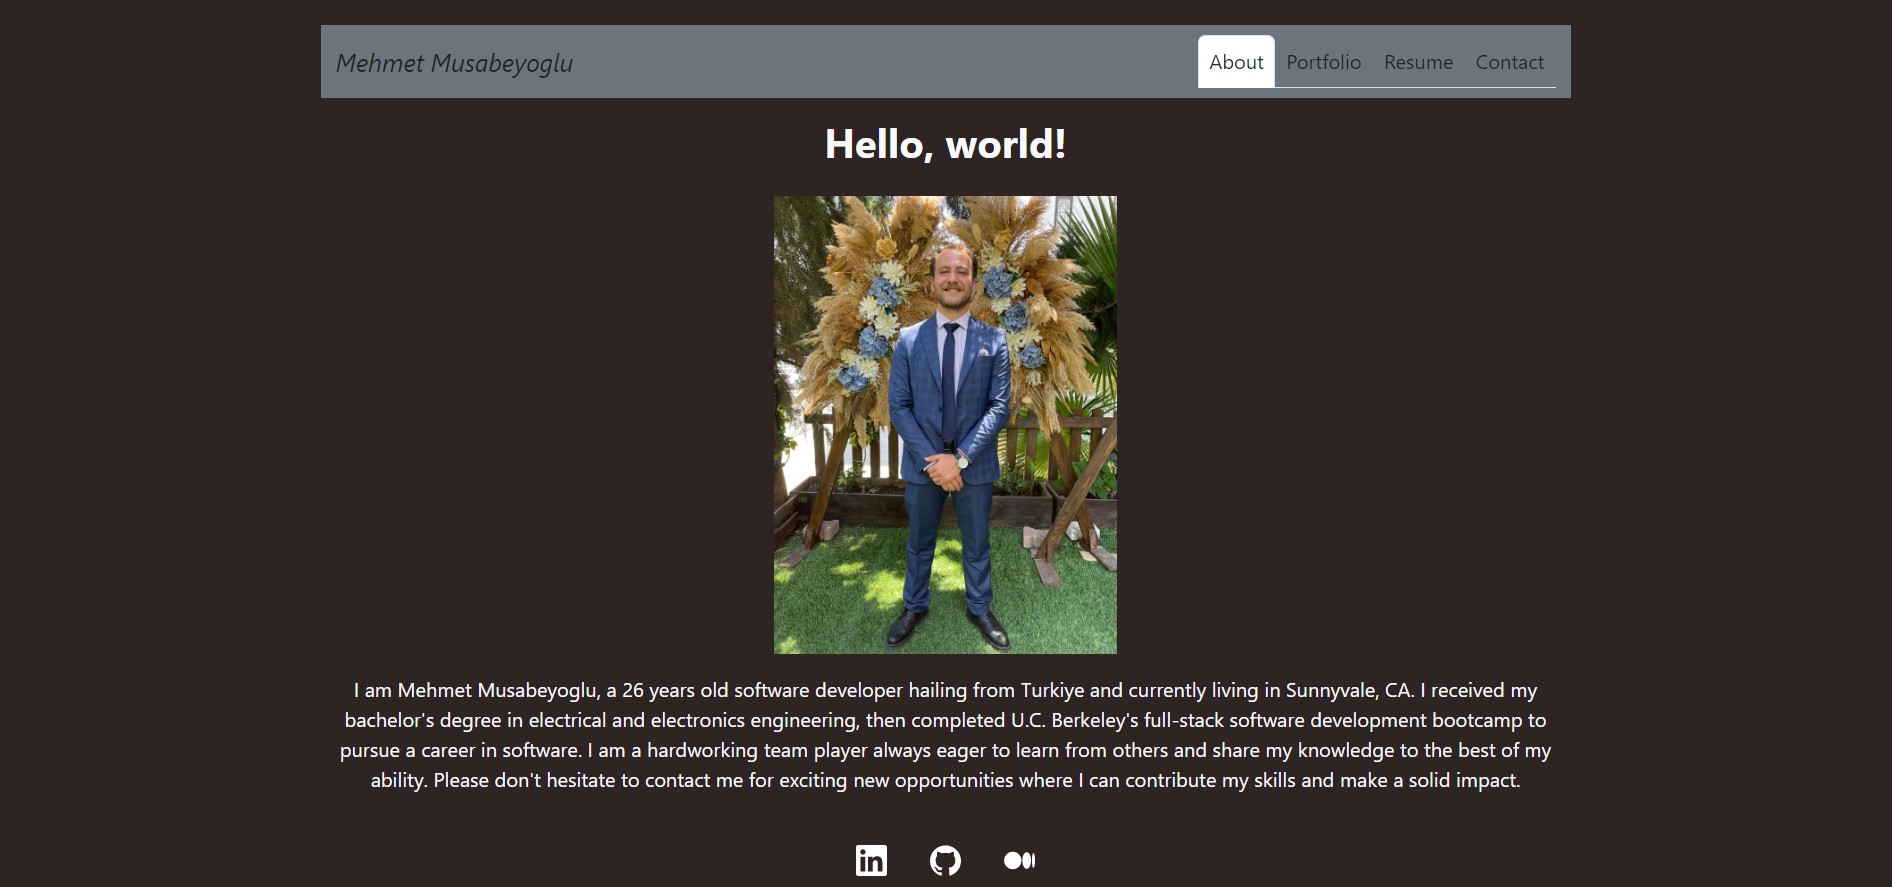 Mehmet Musabeyoglu
About Portfolio Resume Contact
Hello, world!
I am Mehmet Musabeyoglu, a 26 years old software developer hailing from Turkiye and currently living in Sunnyvale, CA. I received my
bachelor's degree in electrical and electronics engineering, then completed U.C. Berkeley's full-stack software development bootcamp to
pursue a career in software. I am a hardworking team player always eager to learn from others and share my knowledge to the best of my
ability. Please don't hesitate to contact me for exciting new opportunities where I can contribute my skills and make a solid impact.
in